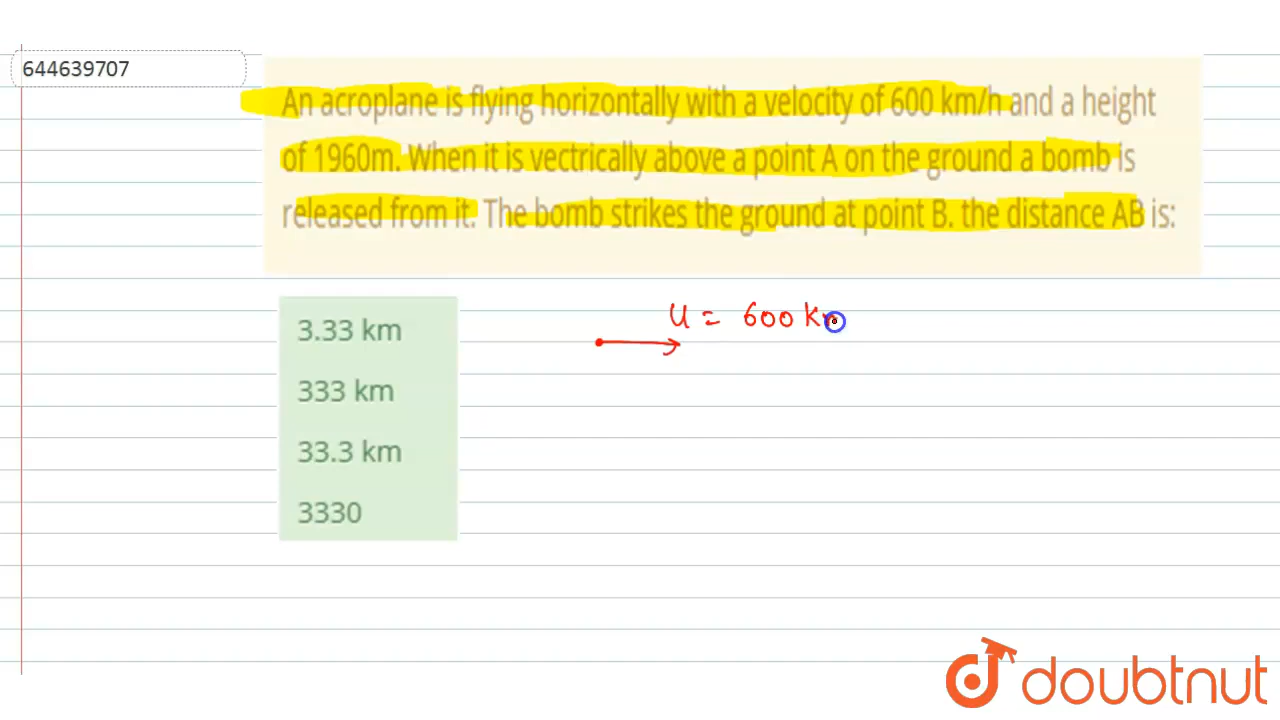 644639707
An acroplane is flying horizontally with a velocity of 600 km/h and a height
of 1960m. When it is vectrically above a point A on the ground a bomb is
released from it. The bomb strikes the ground at point B. the distance AB is:
3.33 km
333 km
33.3 km
3330
u = 600 Km
doubtnut